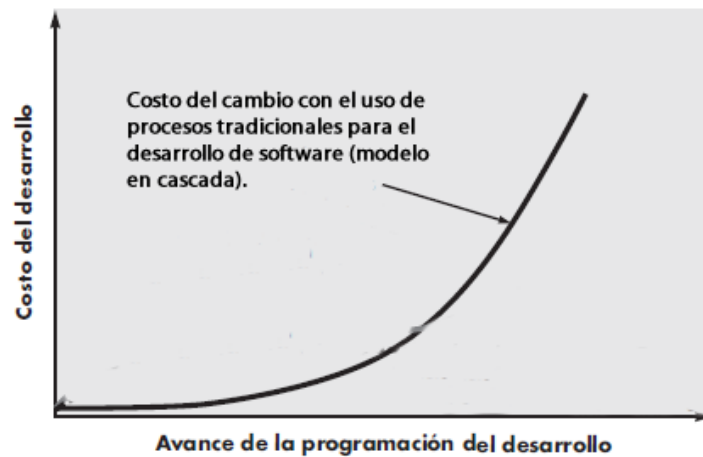 Costo del cambio con el uso de
procesos tradicionales para el
desarrollo de software (modelo
en cascada).
Costo del desarrollo
Avance de la programación del desarrollo